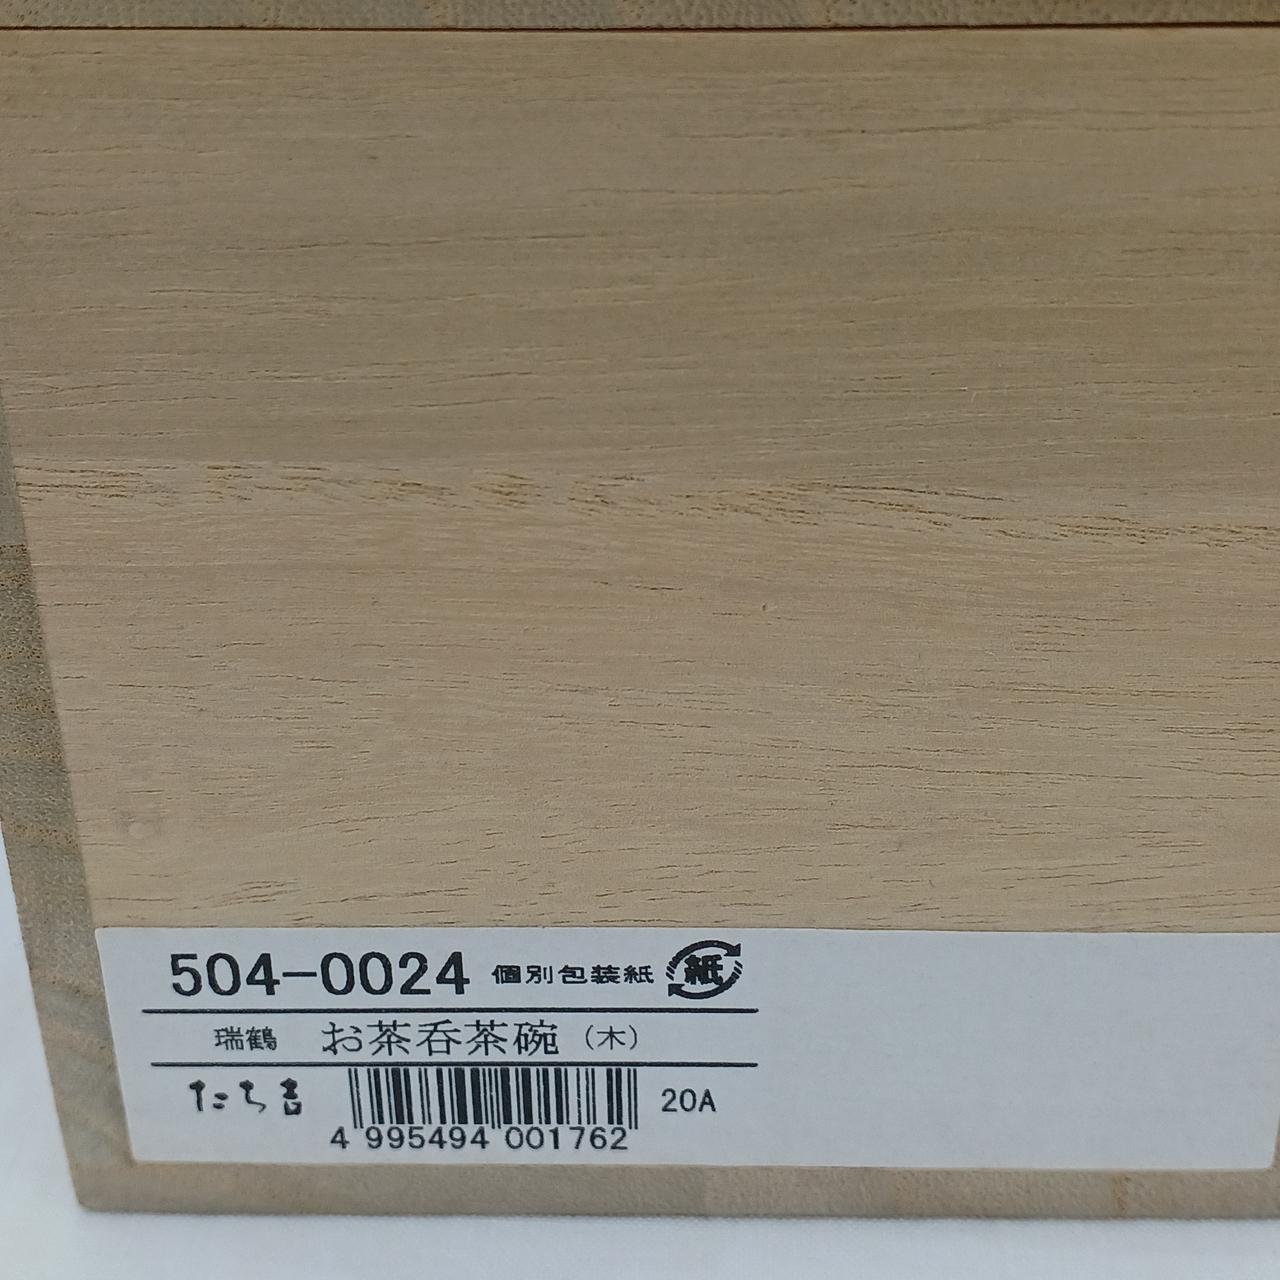 504-0024 個別包装紙 紙
瑞鶴 お茶呑茶碗 (木)
たち吉 20A
4 995494 001762